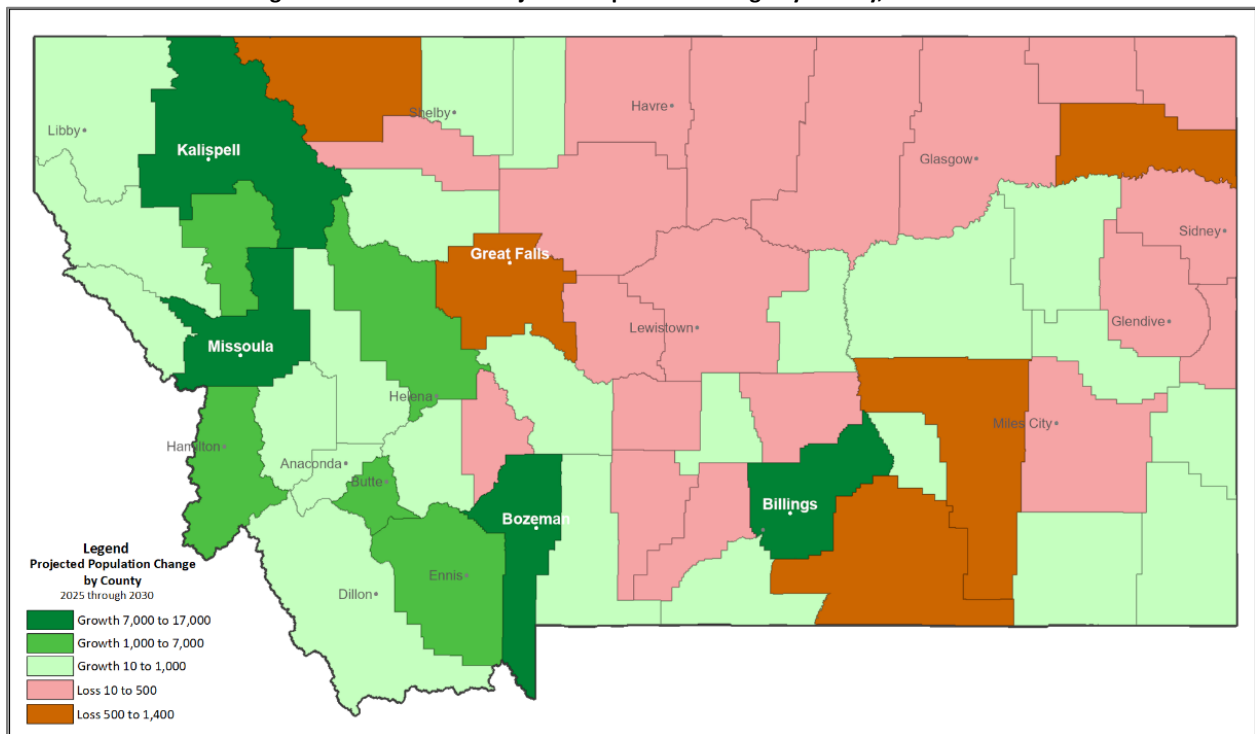 Libby
Kalispell
Shelby
Havre
Glasgow
Sidney
Great Falls
Lewistown
Glendive
Missoula
Helena
Miles City
Hamilton
Anaconda
Butte
Billings
Bozeman
Ennis
Dillon
Legend
Projected Population Change
by County
2025 through 2030
Growth 7,000 to 17,000
Growth 1,000 to 7,000
Growth 10 to 1,000
Loss 10 to 500
Loss 500 to 1,400